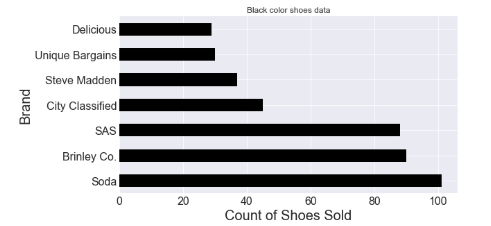 Black color shoes data
Delicious
Unique Bargains
Steve Madden
City Classified
SAS
Brinley Co.
Soda
Brand
0 20 40 60 80 100
Count of Shoes Sold